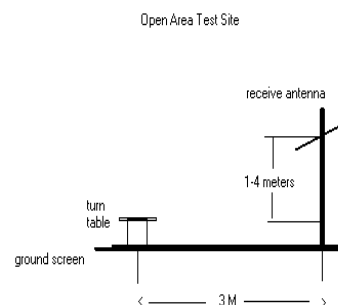 Open Area Test Site
receive antenna
1-4 meters
turn
table
ground screen
3 M